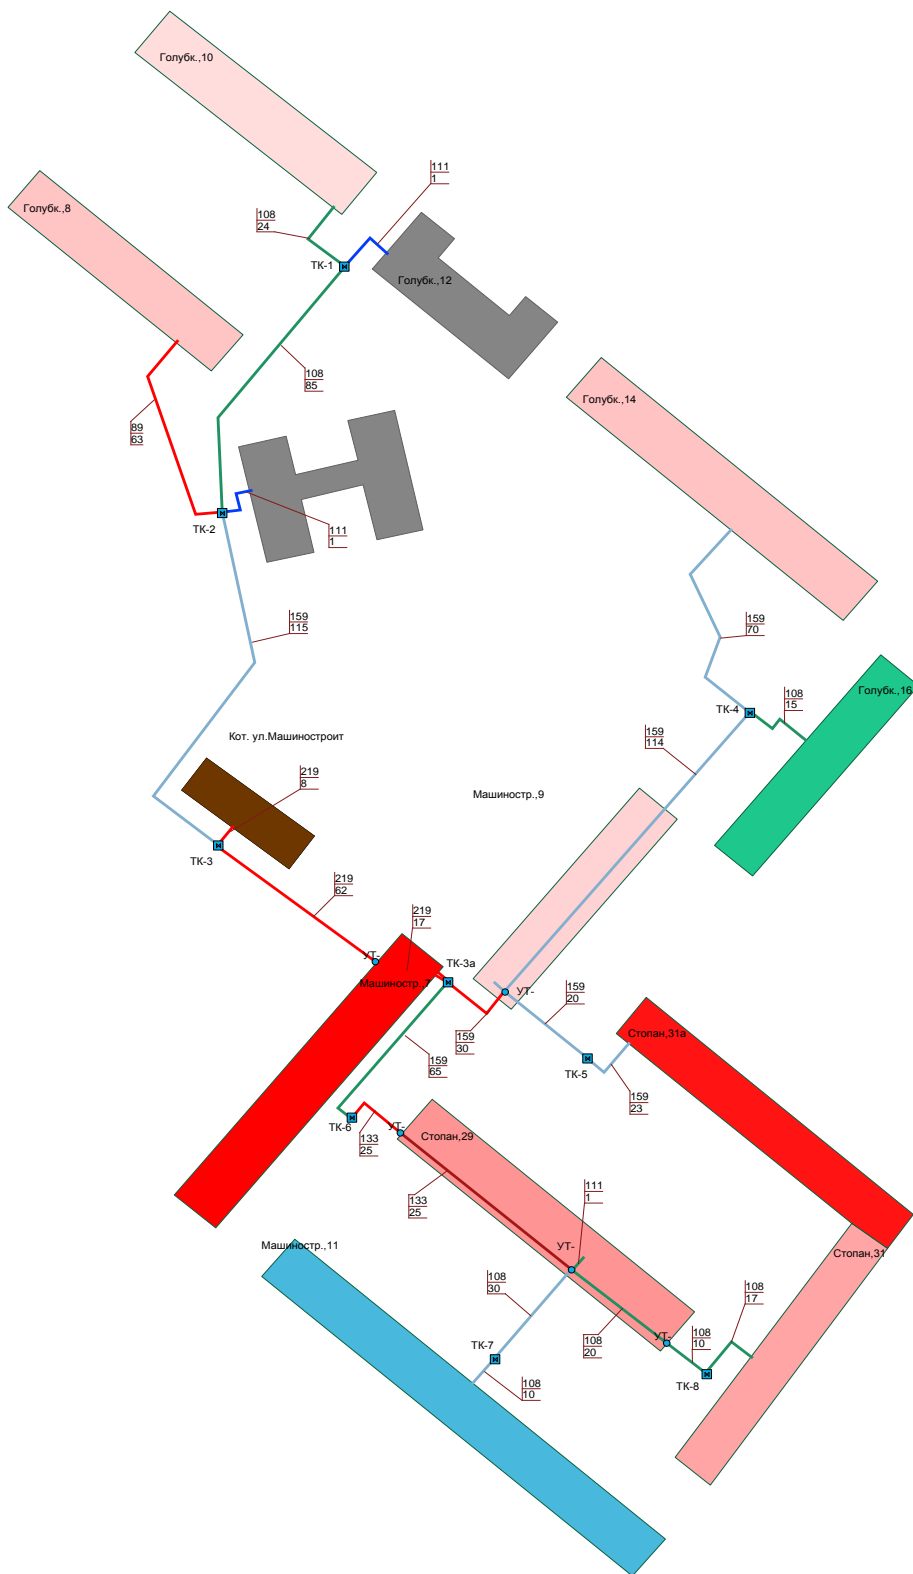 Голубк.,10
111
1
Голубк.,8
108
24
ТК-1
Голубк.,12
108
85
Голубк.,14
89
63
ТК-2
111
1
159
115
159
70
Голубк.,16
108
15
ТК-4
Кот. ул.Машиностроит
159
114
219
8
Машиностр.,9
ТК-3
219
62
219
17
УТ-
ТК-3а
Машиностр.,7
УТ-
159
20
Стопан,31а
159
30
159
65
ТК-5
159
23
ТК-6
УТ-
Стопан,29
133
25
133
25
111
1
Машиностр.,11
УТ-
Стопан,31
108
30
108
17
УТ-
108
10
108
20
ТК-7
ТК-8
108
10